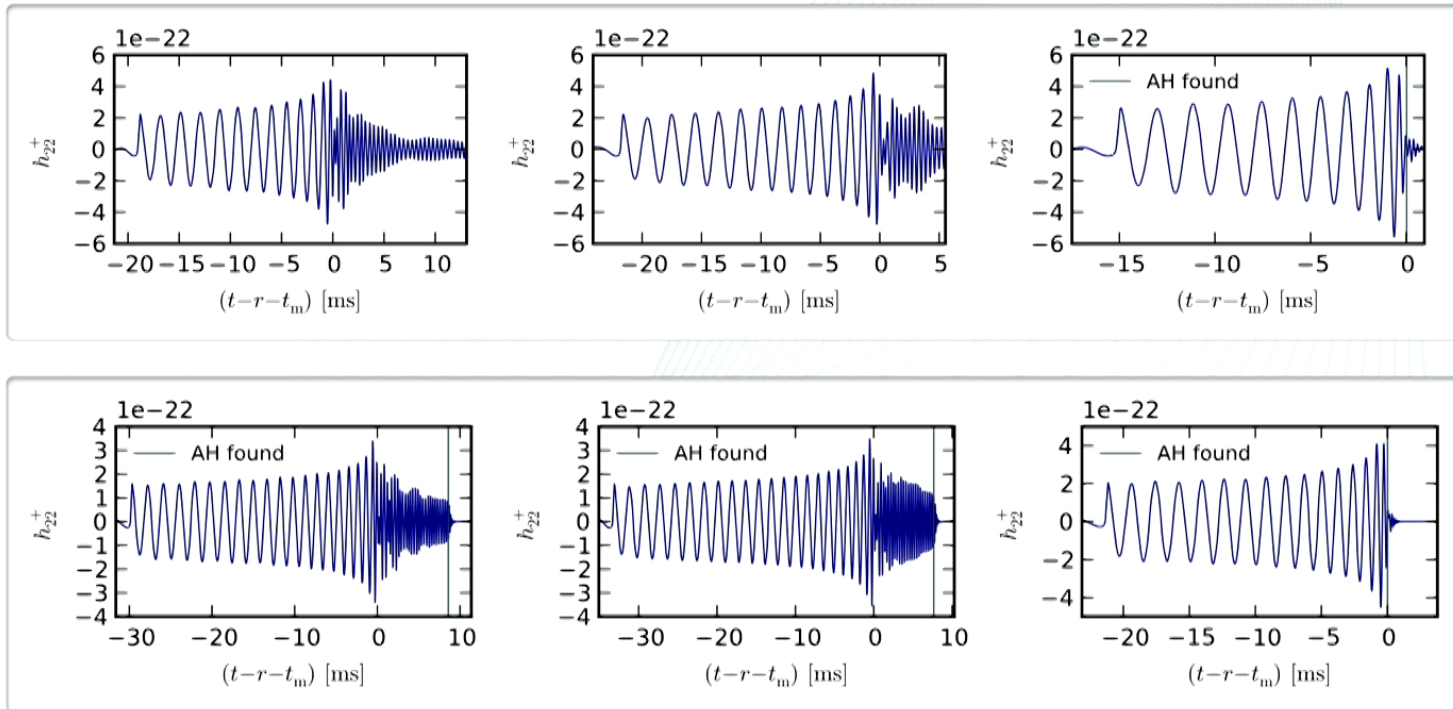 1e−22
6
4
2
0
−2
−4
−6
h₂₂⁺
−20 −15 −10 −5 0 5 10
(t−r−tₘ) [ms]
1e−22
6
4
2
0
−2
−4
−6
h₂₂⁺
−20 −15 −10 −5 0 5
(t−r−tₘ) [ms]
1e−22
6
4
2
0
−2
−4
−6
h₂₂⁺
AH found
−15 −10 −5 0
(t−r−tₘ) [ms]
1e−22
4
3
2
1
0
−1
−2
−3
−4
h₂₂⁺
AH found
−30 −20 −10 0 10
(t−r−tₘ) [ms]
1e−22
4
3
2
1
0
−1
−2
−3
−4
h₂₂⁺
AH found
−30 −20 −10 0 10
(t−r−tₘ) [ms]
1e−22
4
2
0
−2
−4
h₂₂⁺
AH found
−20 −15 −10 −5 0
(t−r−tₘ) [ms]